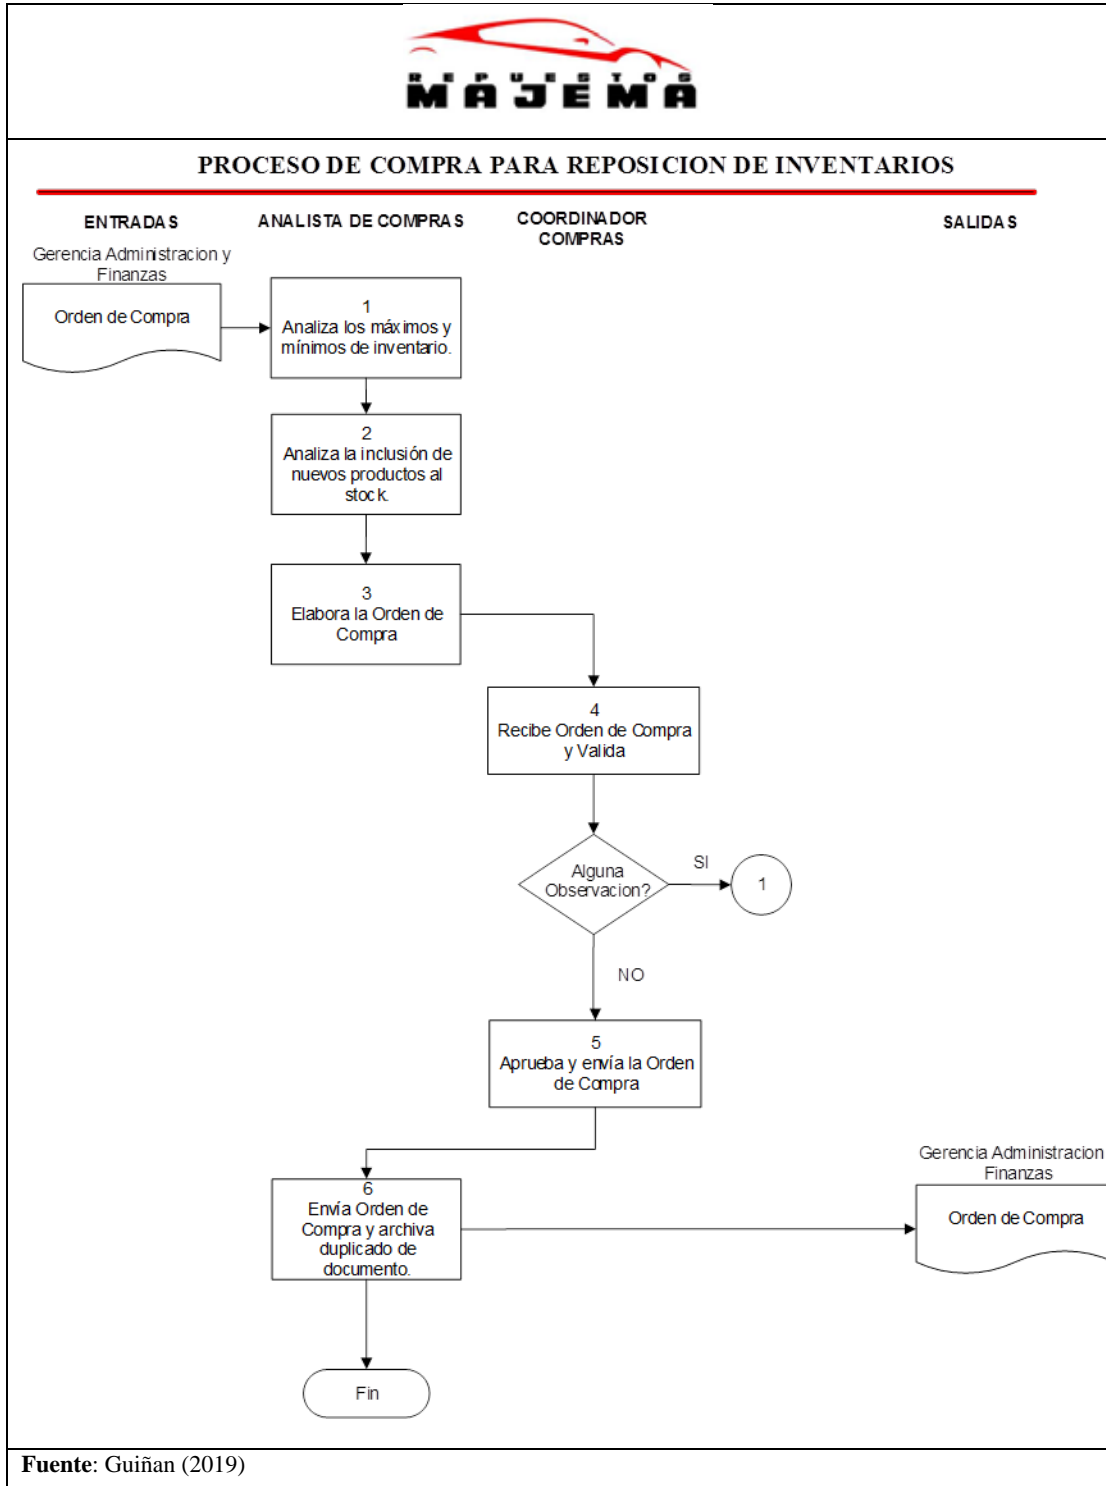 REPUESTOS
MAJEMA
PROCESO DE COMPRA PARA REPOSICION DE INVENTARIOS
ENTRADAS
ANALISTA DE COMPRAS
COORDINADOR
COMPRAS
SALIDAS
Gerencia Administracion y
Finanzas
Orden de Compra
1
Analiza los máximos y
mínimos de inventario.
2
Analiza la inclusión de
nuevos productos al
stock.
3
Elabora la Orden de
Compra
4
Recibe Orden de Compra
y Valida
Alguna
Observacion?
SI
1
NO
5
Aprueba y envía la Orden
de Compra
6
Envía Orden de
Compra y archiva
duplicado de
documento.
Gerencia Administracion
Finanzas
Orden de Compra
Fin
Fuente: Guiñan (2019)